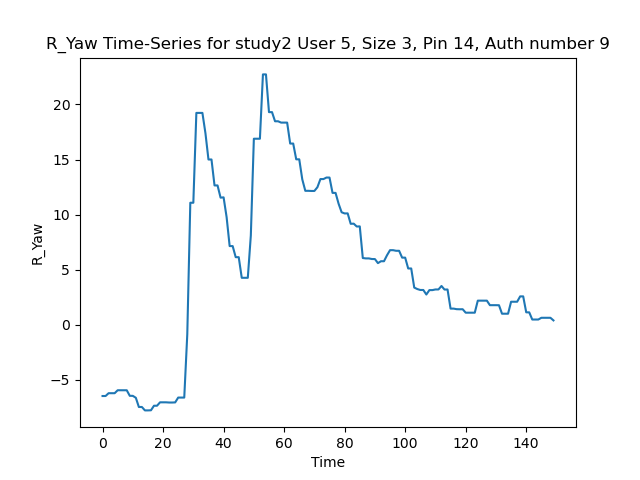 R_Yaw Time-Series for study2 User 5, Size 3, Pin 14, Auth number 9
R_Yaw
20
15
10
5
0
−5
0 20 40 60 80 100 120 140
Time